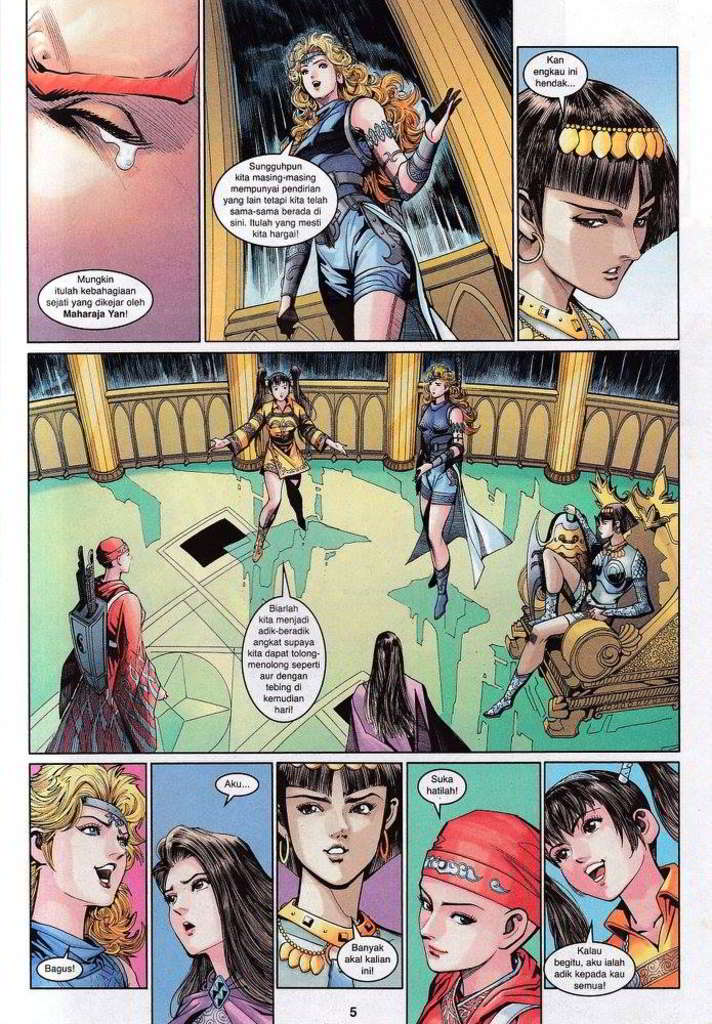 Mungkin
itulah kebahagiaan
sejati yang dikejar oleh
Maharaja Yan!
Sungguhpun
kita masing-masing
mempunyai pendirian
yang lain tetapi kita telah
sama-sama berada di
sini. Itulah yang mesti
kita hargai!
Kan
engkau ini
hendak...
Biarlah
kita menjadi
adik-beradik
angkat supaya
kita dapat tolong-
menolong seperti
aur dengan
tebing di
kemudian
hari!
Bagus!
Aku...
Banyak
akal kalian
ini!
Suka
hatilah!
Kalau
begitu, aku ialah
adik kepada kau
semua!
5